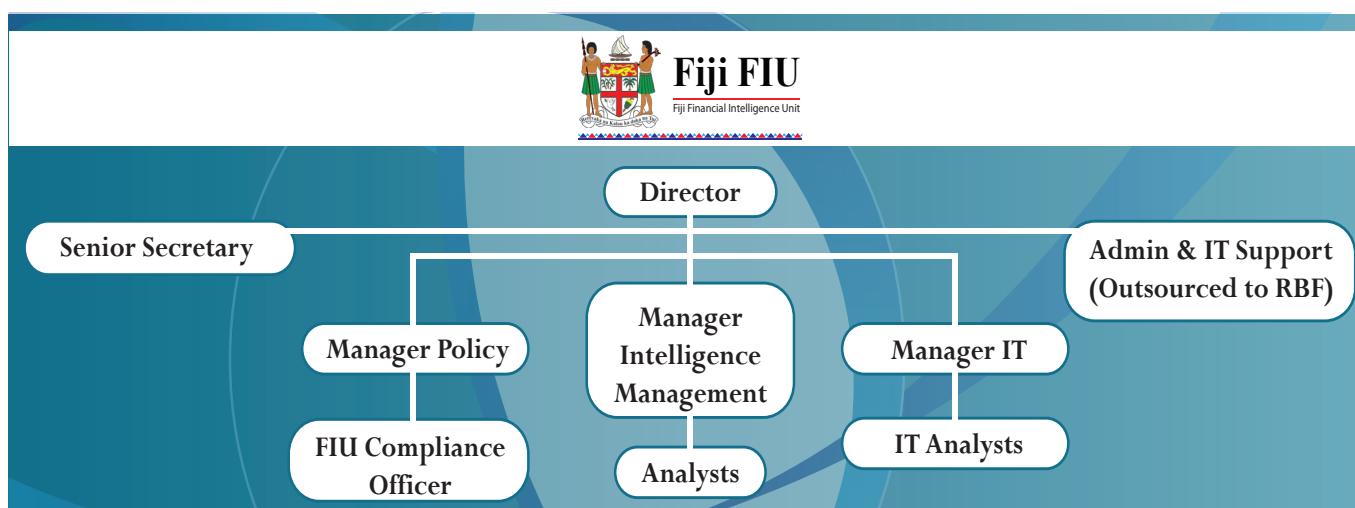 Fiji FIU
Fiji Financial Intelligence Unit
Director
Senior Secretary
Admin & IT Support
(Outsourced to RBF)
Manager Policy
Manager
Intelligence
Management
Manager IT
FIU Compliance
Officer
Analysts
IT Analysts